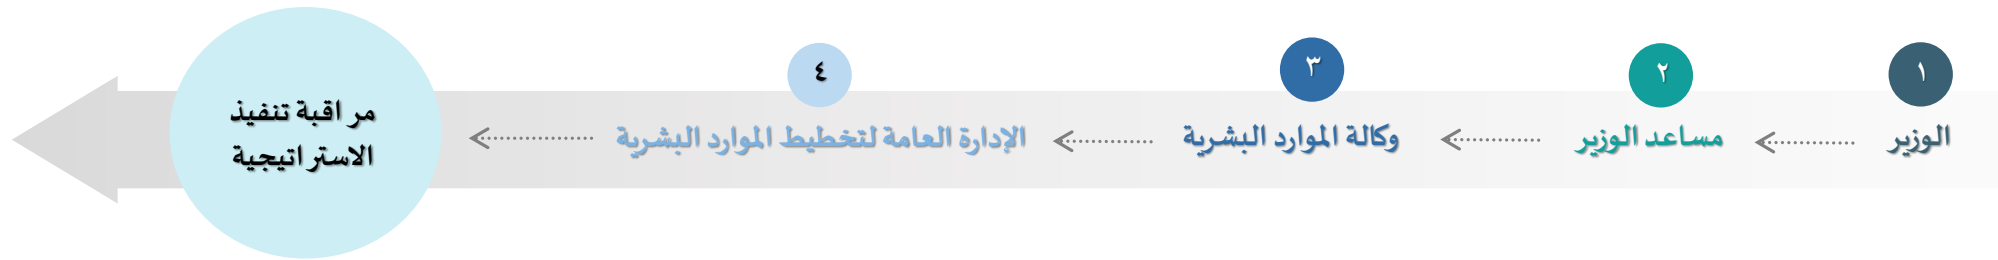 ١
الوزير
٢
مساعد الوزير
٣
وكالة الموارد البشرية
٤
الإدارة العامة لتخطيط الموارد البشرية
مراقبة تنفيذ
الاستراتيجية